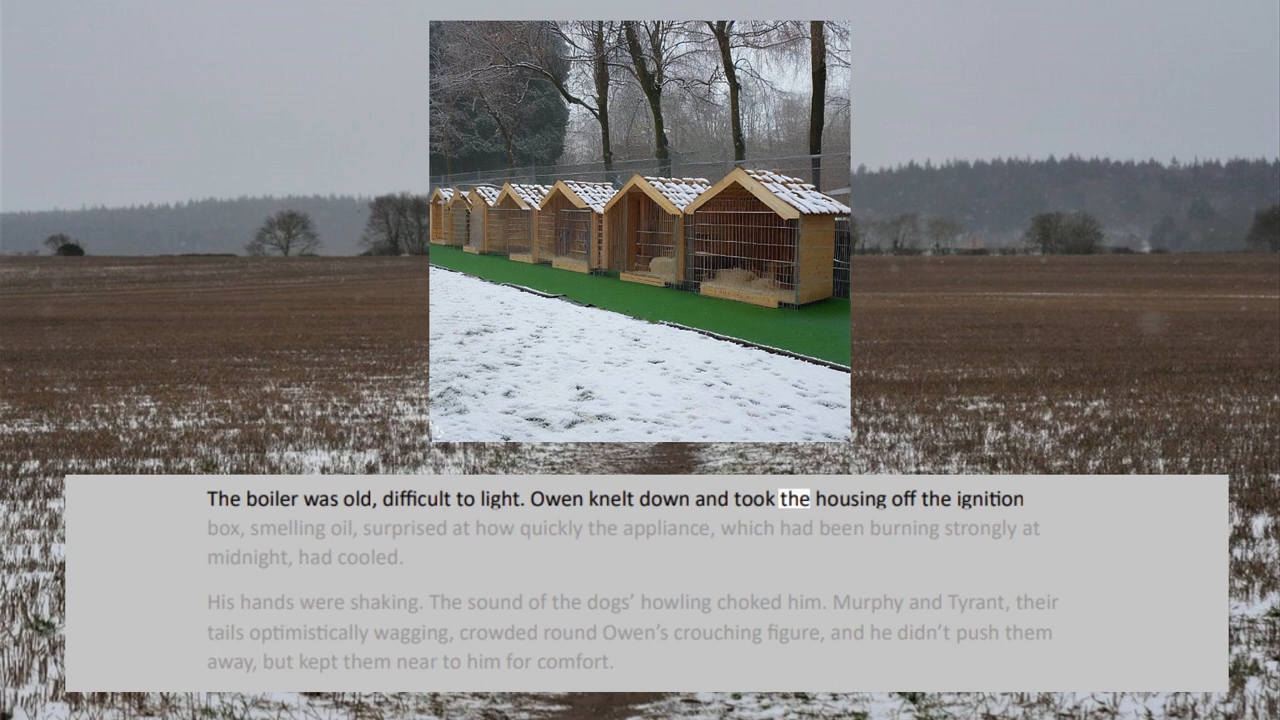 The boiler was old, difficult to light. Owen knelt down and took the housing off the ignition
box, smelling oil, surprised at how quickly the appliance, which had been burning strongly at
midnight, had cooled.
His hands were shaking. The sound of the dogs’ howling choked him. Murphy and Tyrant, their
tails optimistically wagging, crowded round Owen’s crouching figure, and he didn’t push them
away, but kept them near to him for comfort.